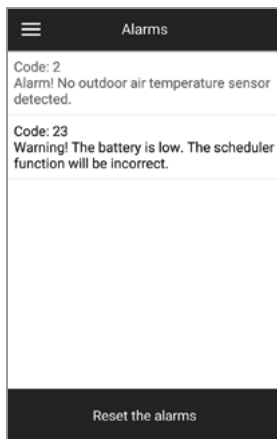 Alarms
Code: 2
Alarm! No outdoor air temperature sensor
detected.
Code: 23
Warning! The battery is low. The scheduler
function will be incorrect.
Reset the alarms